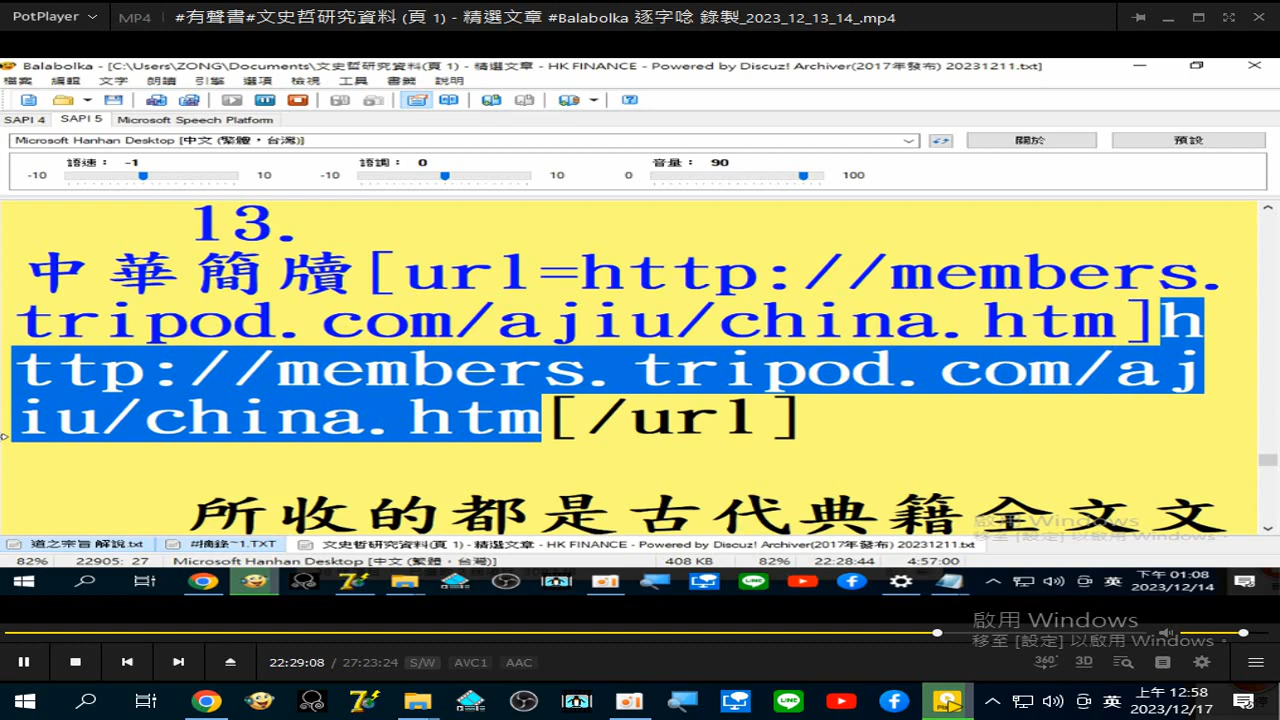 PotPlayer MP4 #有聲書#文史哲研究資料 (頁 1) - 精選文章 #Balabolka 逐字唸 錄製_2023_12_13_14_.mp4
Balabolka - [C:\Users\ZONG\Documents\文史哲研究資料(頁 1) - 精選文章 - HK FINANCE - Powered by Discuz! Archiver(2017年發布) 20231211.txt]
檔案 編輯 文字 朗讀 引擎 選項 檢視 工具 書籤 說明
SAPI 4 SAPI 5 Microsoft Speech Platform
Microsoft Hanhan Desktop [中文 (繁體，台灣)] 關於 預設
語速： -1 語調： 0 音量： 90
-10 10 -10 10 0 100
13.
中華簡牘[url=http://members.
tripod.com/ajiu/china.htm]h
ttp://members.tripod.com/aj
iu/china.htm[/url]
所收的都是古代典籍全文文
啟用 Windows
移至 [設定] 以啟用 Windows。
道之宗旨 解說.txt #摘錄~1.TXT 文史哲研究資料(頁 1) - 精選文章 - HK FINANCE - Powered by Discuz! Archiver(2017年發布) 20231211.txt
82% 22905: 27 Microsoft Hanhan Desktop [中文 (繁體，台灣)] 408 KB 82% 22:28:44 4:57:00
英 下午 01:08
2023/12/14
啟用 Windows
移至 [設定] 以啟用 Windows。
22:29:08 / 27:23:24 S/W AVC1 AAC 360° 3D
英 上午 12:58
2023/12/17